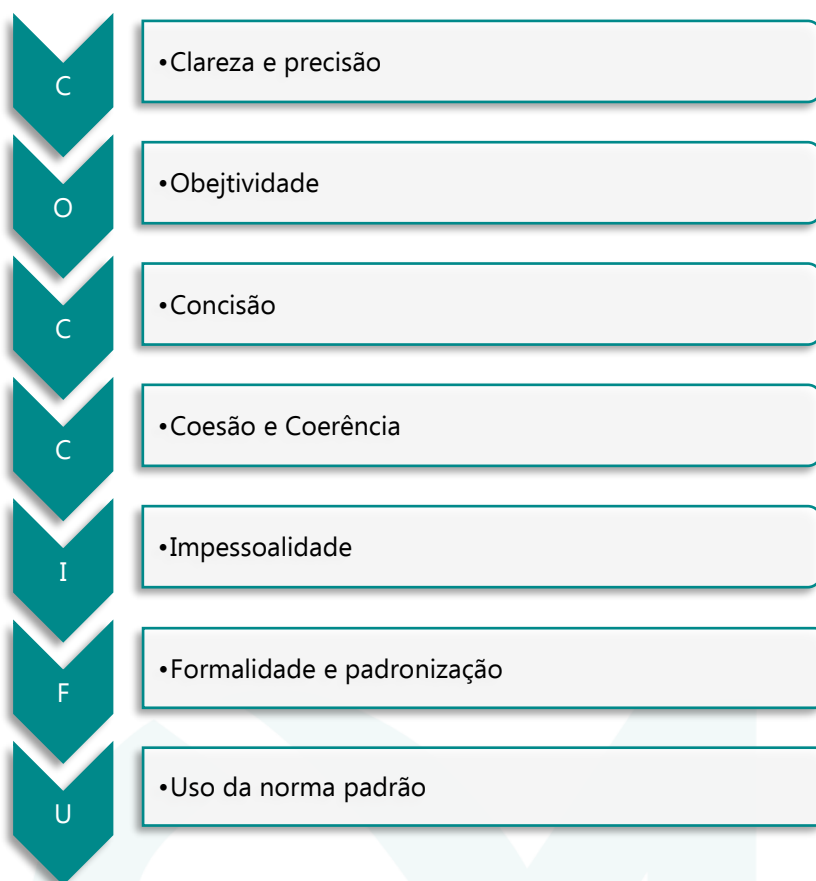 C
•Clareza e precisão
O
•Obejtividade
C
•Concisão
C
•Coesão e Coerência
I
•Impessoalidade
F
•Formalidade e padronização
U
•Uso da norma padrão